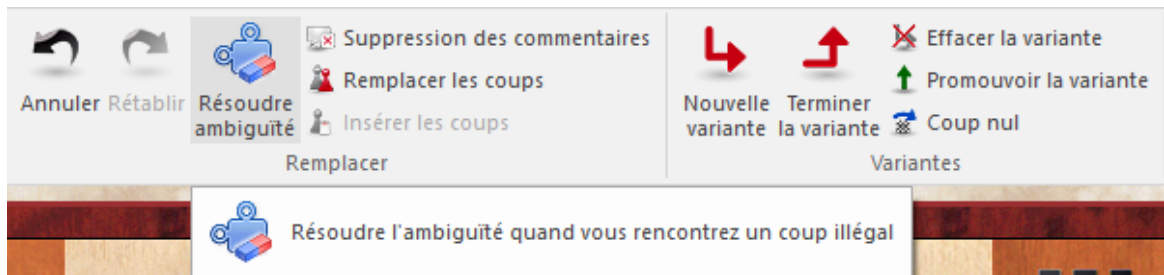 Annuler
Rétablir
Résoudre
ambiguïté
Suppression des commentaires
Remplacer les coups
Insérer les coups
Remplacer
Nouvelle
variante
Terminer
la variante
Effacer la variante
Promouvoir la variante
Coup nul
Variantes
Résoudre l'ambiguïté quand vous rencontrez un coup illégal